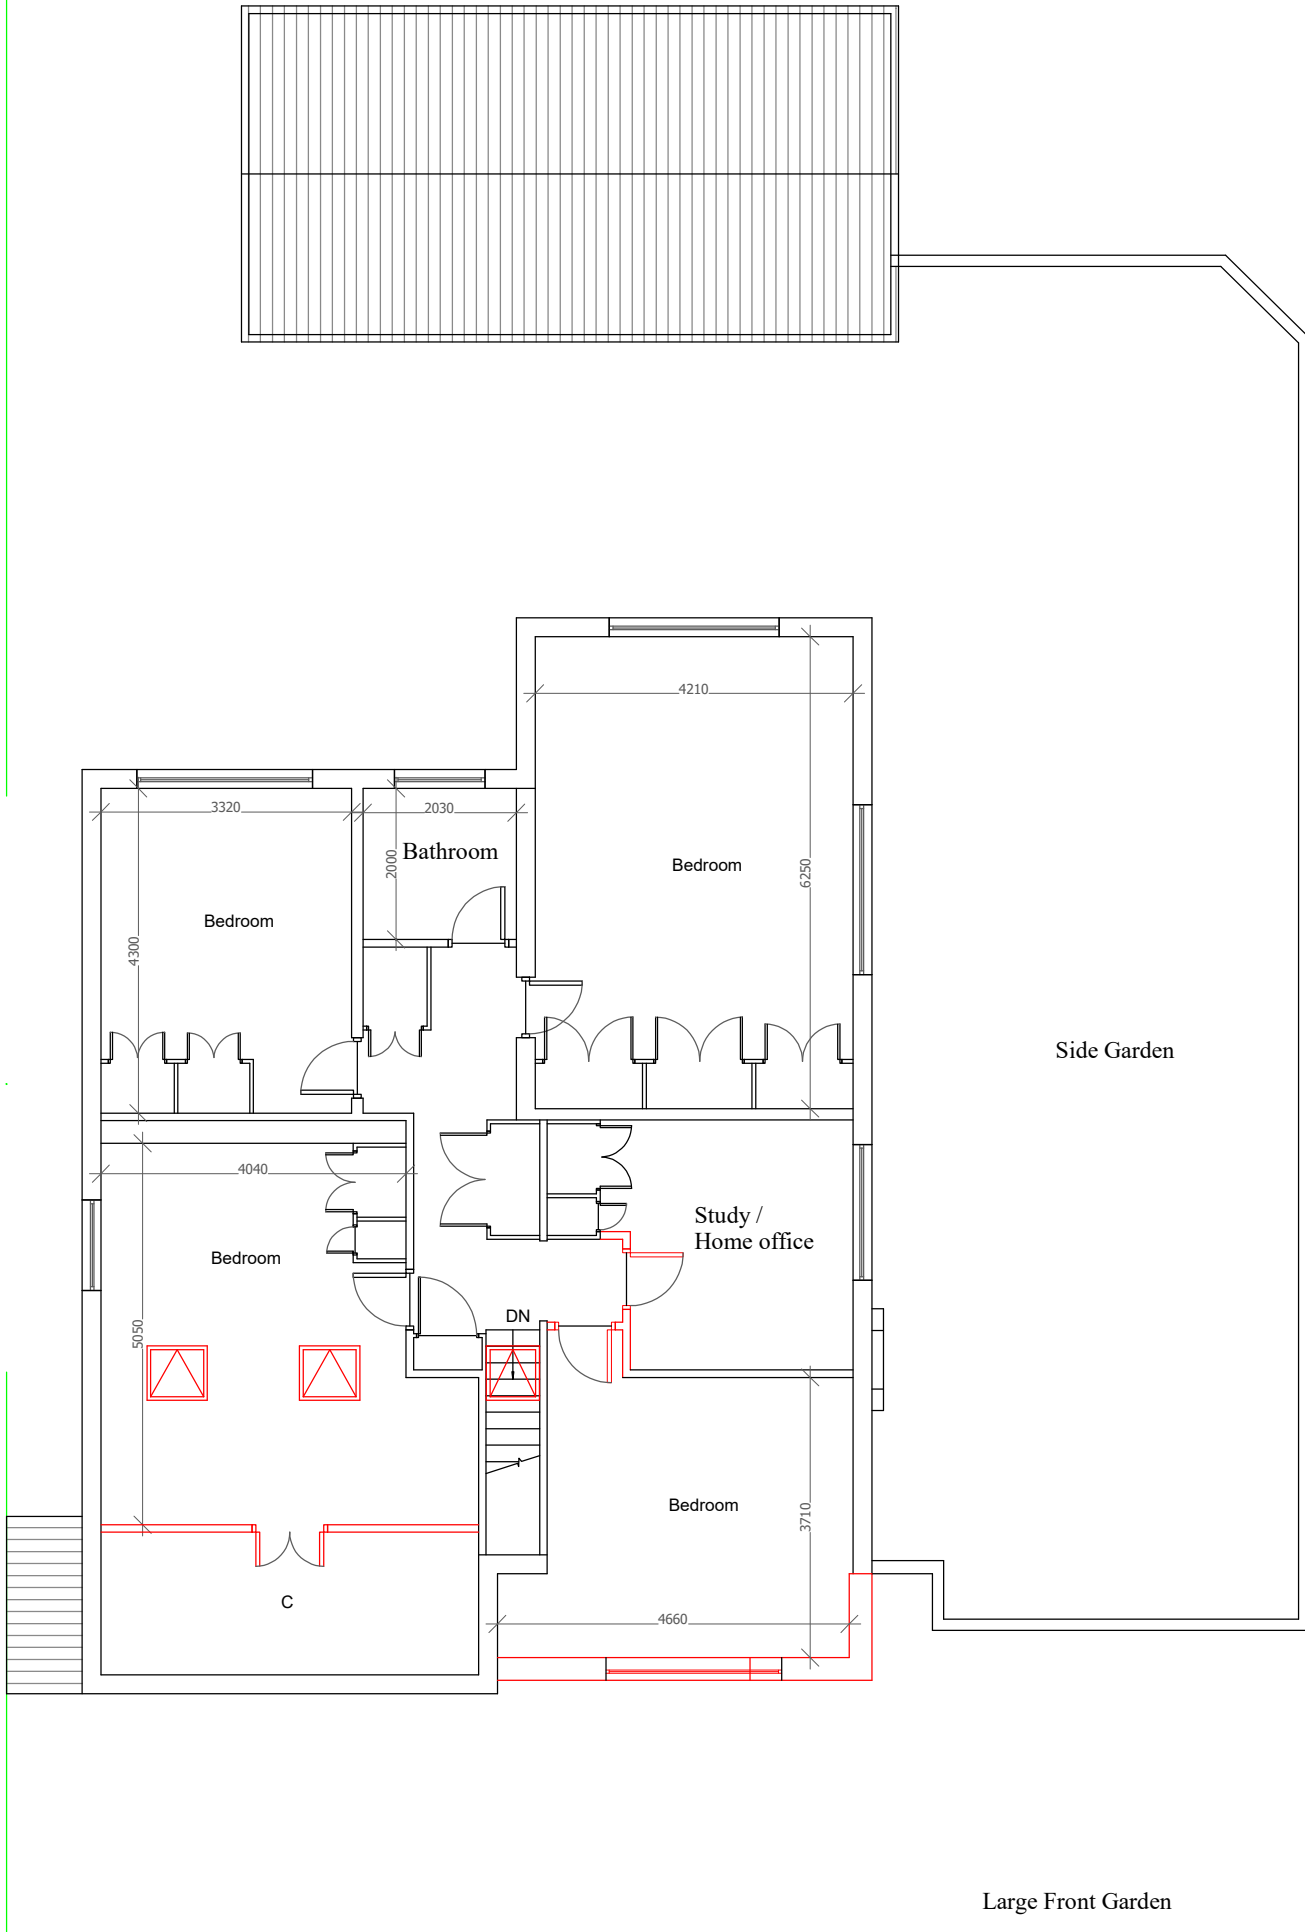 4210
3320
2030
Bathroom
2000
Bedroom
6250
Bedroom
4300
Side Garden
4040
Study /
Home office
Bedroom
5050
DN
Bedroom
3710
C
4660
Large Front Garden